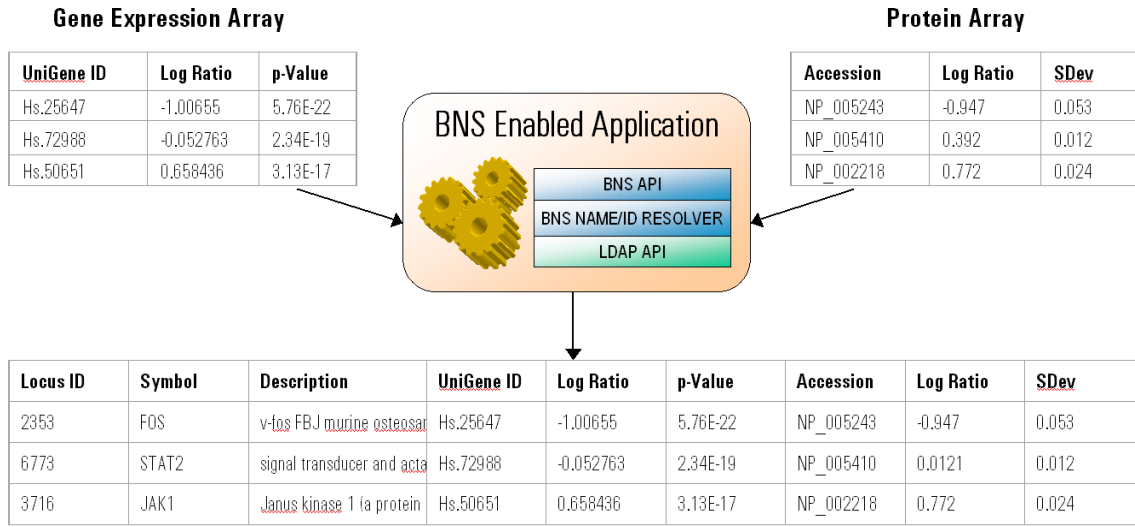 Gene Expression Array
UniGene ID Log Ratio p-Value
Hs.25647 -1.00655 5.76E-22
Hs.72988 -0.052763 2.34E-19
Hs.50651 0.658436 3.13E-17
Protein Array
Accession Log Ratio SDev
NP_005243 -0.947 0.053
NP_005410 0.392 0.012
NP_002218 0.772 0.024
BNS Enabled Application
BNS API
BNS NAME/ID RESOLVER
LDAP API
Locus ID Symbol Description UniGene ID Log Ratio p-Value Accession Log Ratio SDev
2353 FOS v-fos FBJ murine osteosar Hs.25647 -1.00655 5.76E-22 NP_005243 -0.947 0.053
6773 STAT2 signal transducer and acta Hs.72988 -0.052763 2.34E-19 NP_005410 0.0121 0.012
3716 JAK1 Janus kinase 1 (a protein Hs.50651 0.658436 3.13E-17 NP_002218 0.772 0.024